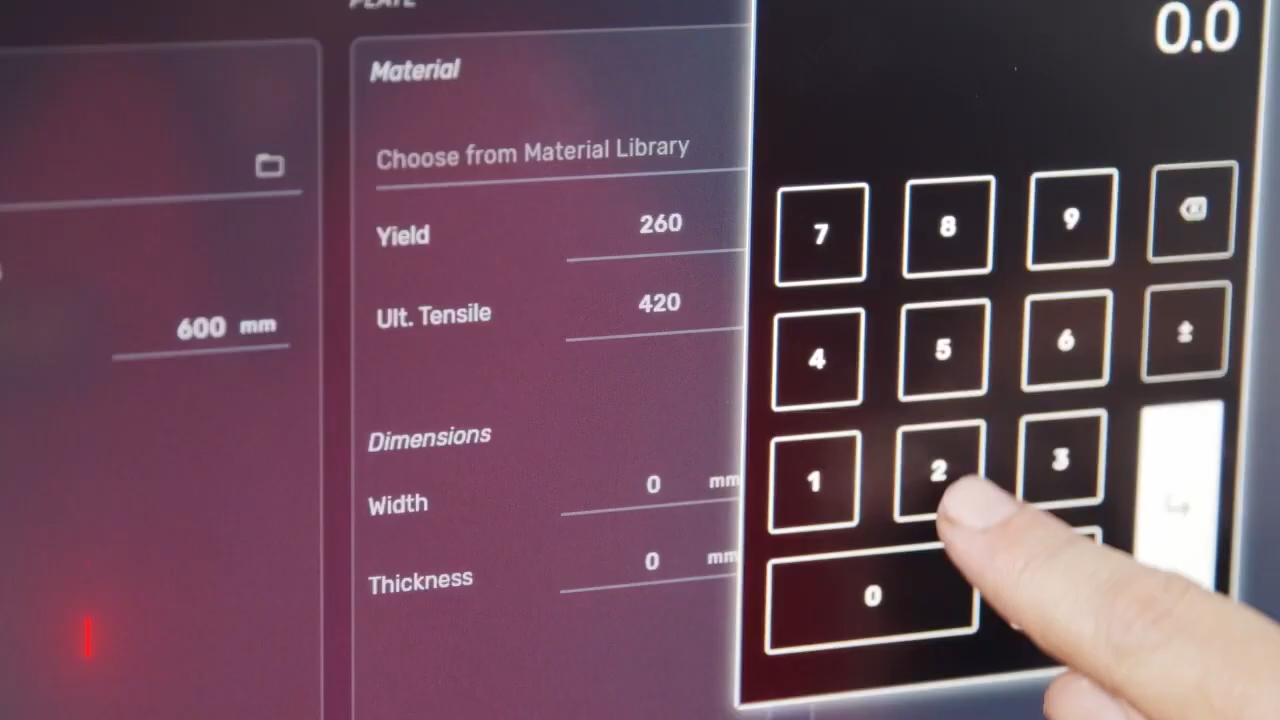 PLATE
Material
Choose from Material Library
Yield 260
Ult. Tensile 420
600 mm
Dimensions
Width 0 mm
Thickness 0 mm
0.0
7 8 9
4 5 6 ±
1 2 3
0